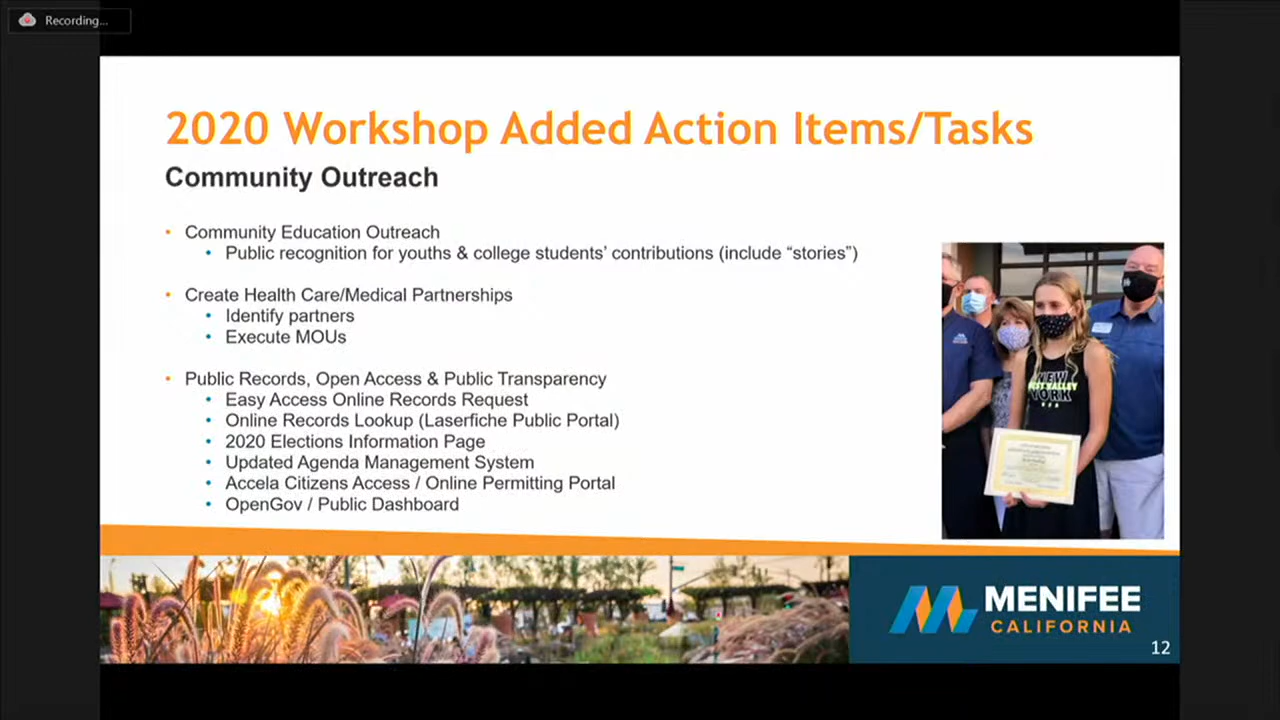 Recording...
2020 Workshop Added Action Items/Tasks
Community Outreach
• Community Education Outreach
• Public recognition for youths & college students’ contributions (include “stories”)
• Create Health Care/Medical Partnerships
• Identify partners
• Execute MOUs
• Public Records, Open Access & Public Transparency
• Easy Access Online Records Request
• Online Records Lookup (Laserfiche Public Portal)
• 2020 Elections Information Page
• Updated Agenda Management System
• Accela Citizens Access / Online Permitting Portal
• OpenGov / Public Dashboard
NEW
YORK
MENIFEE
CALIFORNIA
12